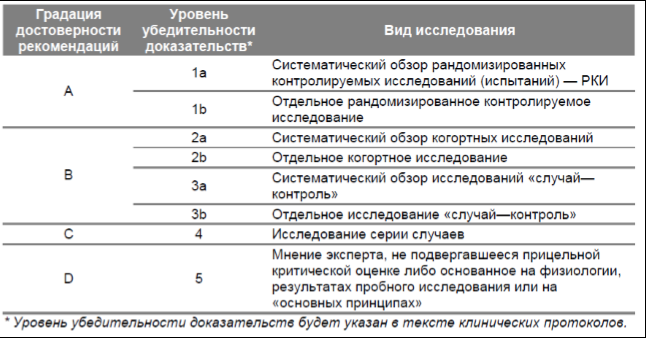 Градация достоверности рекомендаций
Уровень убедительности доказательств*
Вид исследования
A
1a
Систематический обзор рандомизированных
контролируемых исследований (испытаний) — РКИ
1b
Отдельное рандомизированное контролируемое
исследование
B
2a
Систематический обзор когортных исследований
2b
Отдельное когортное исследование
3a
Систематический обзор исследований «случай—
контроль»
3b
Отдельное исследование «случай—контроль»
C
4
Исследование серии случаев
D
5
Мнение эксперта, не подвергавшееся прицельной
критической оценке либо основанное на физиологии,
результатах пробного исследования или на
«основных принципах»
* Уровень убедительности доказательств будет указан в тексте клинических протоколов.